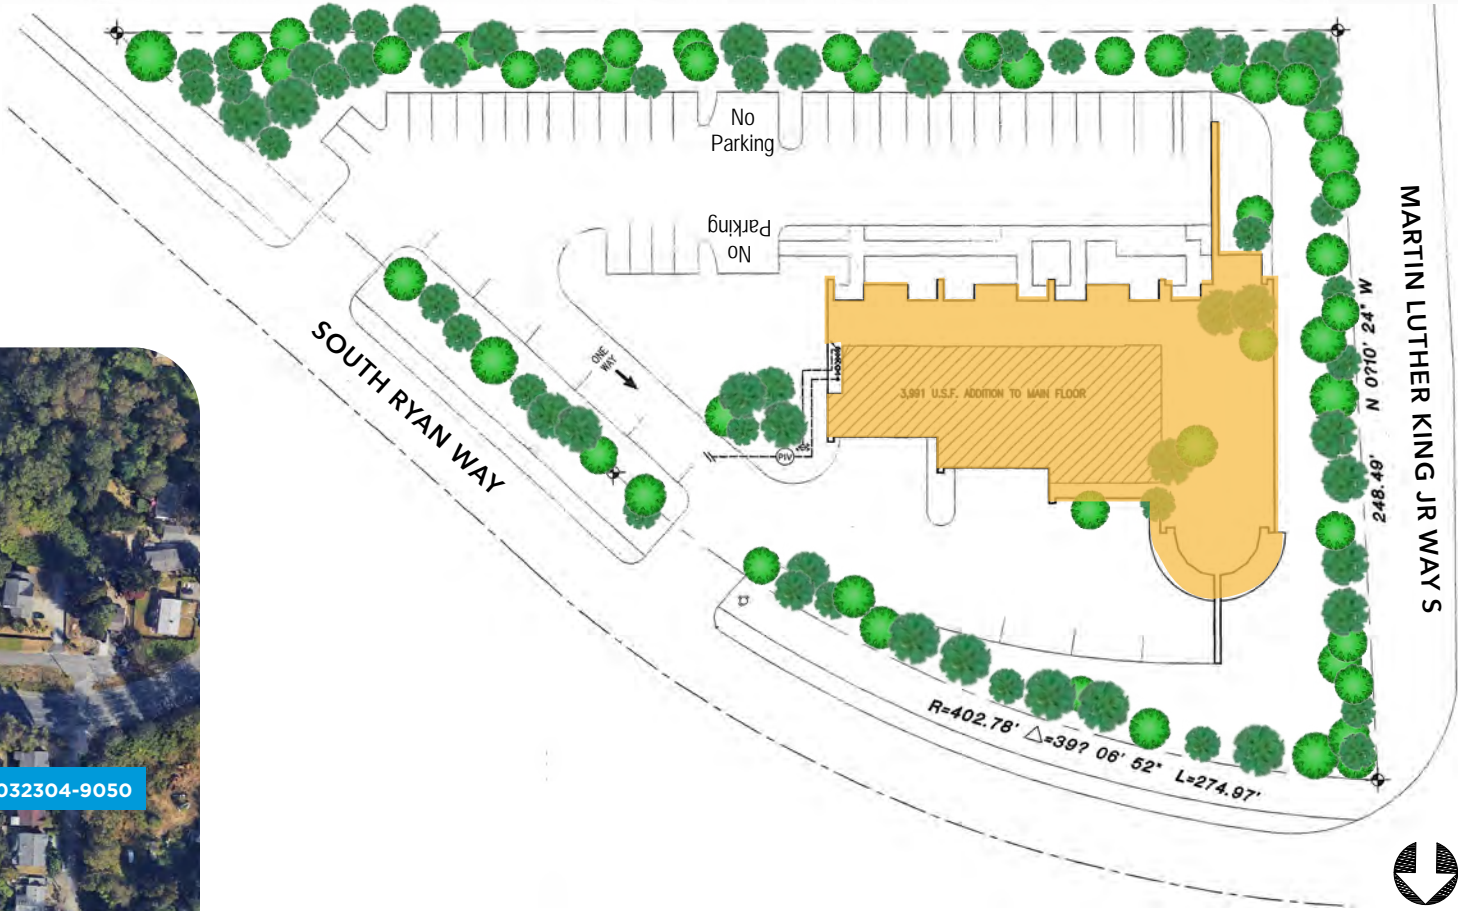 No
Parking
No
Parking
ONE
WAY
SOUTH RYAN WAY
3,991 U.S.F. ADDITION TO MAIN FLOOR
PIV
MARTIN LUTHER KING JR WAY S
N 0?10' 24" W
248.49'
R=402.78' △=39? 06' 52" L=274.97'
032304-9050